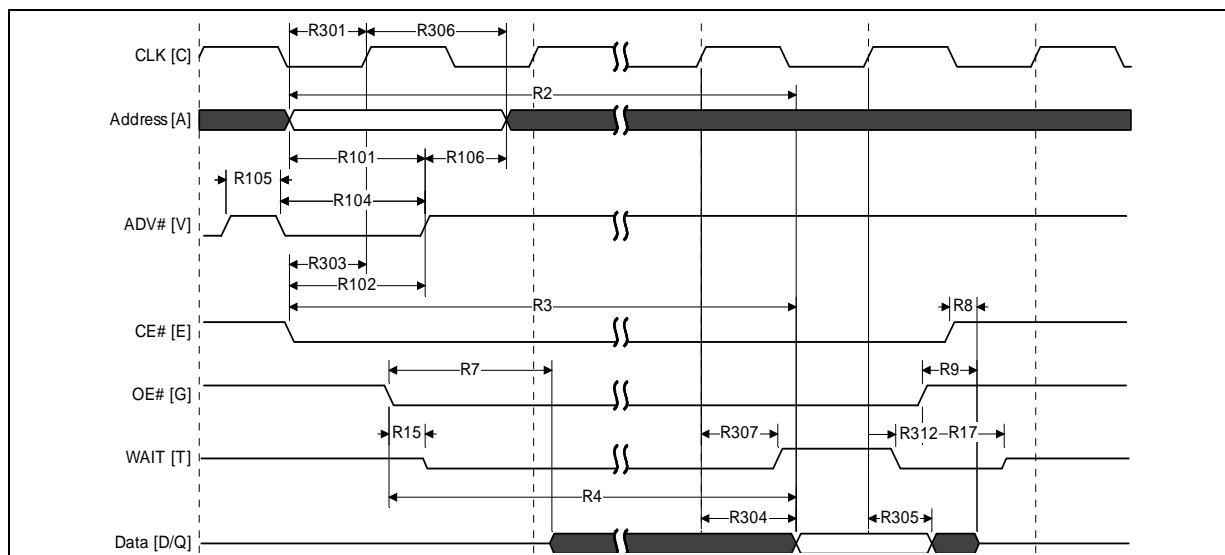 R301 R306
CLK [C]
R2
Address [A]
R101 R106
R105
R104
ADV# [V]
R303
R102
R3 R8
CE# [E]
R7 R9
OE# [G]
R15 R307 R312 R17
WAIT [T]
R4
R304 R305
Data [D/Q]